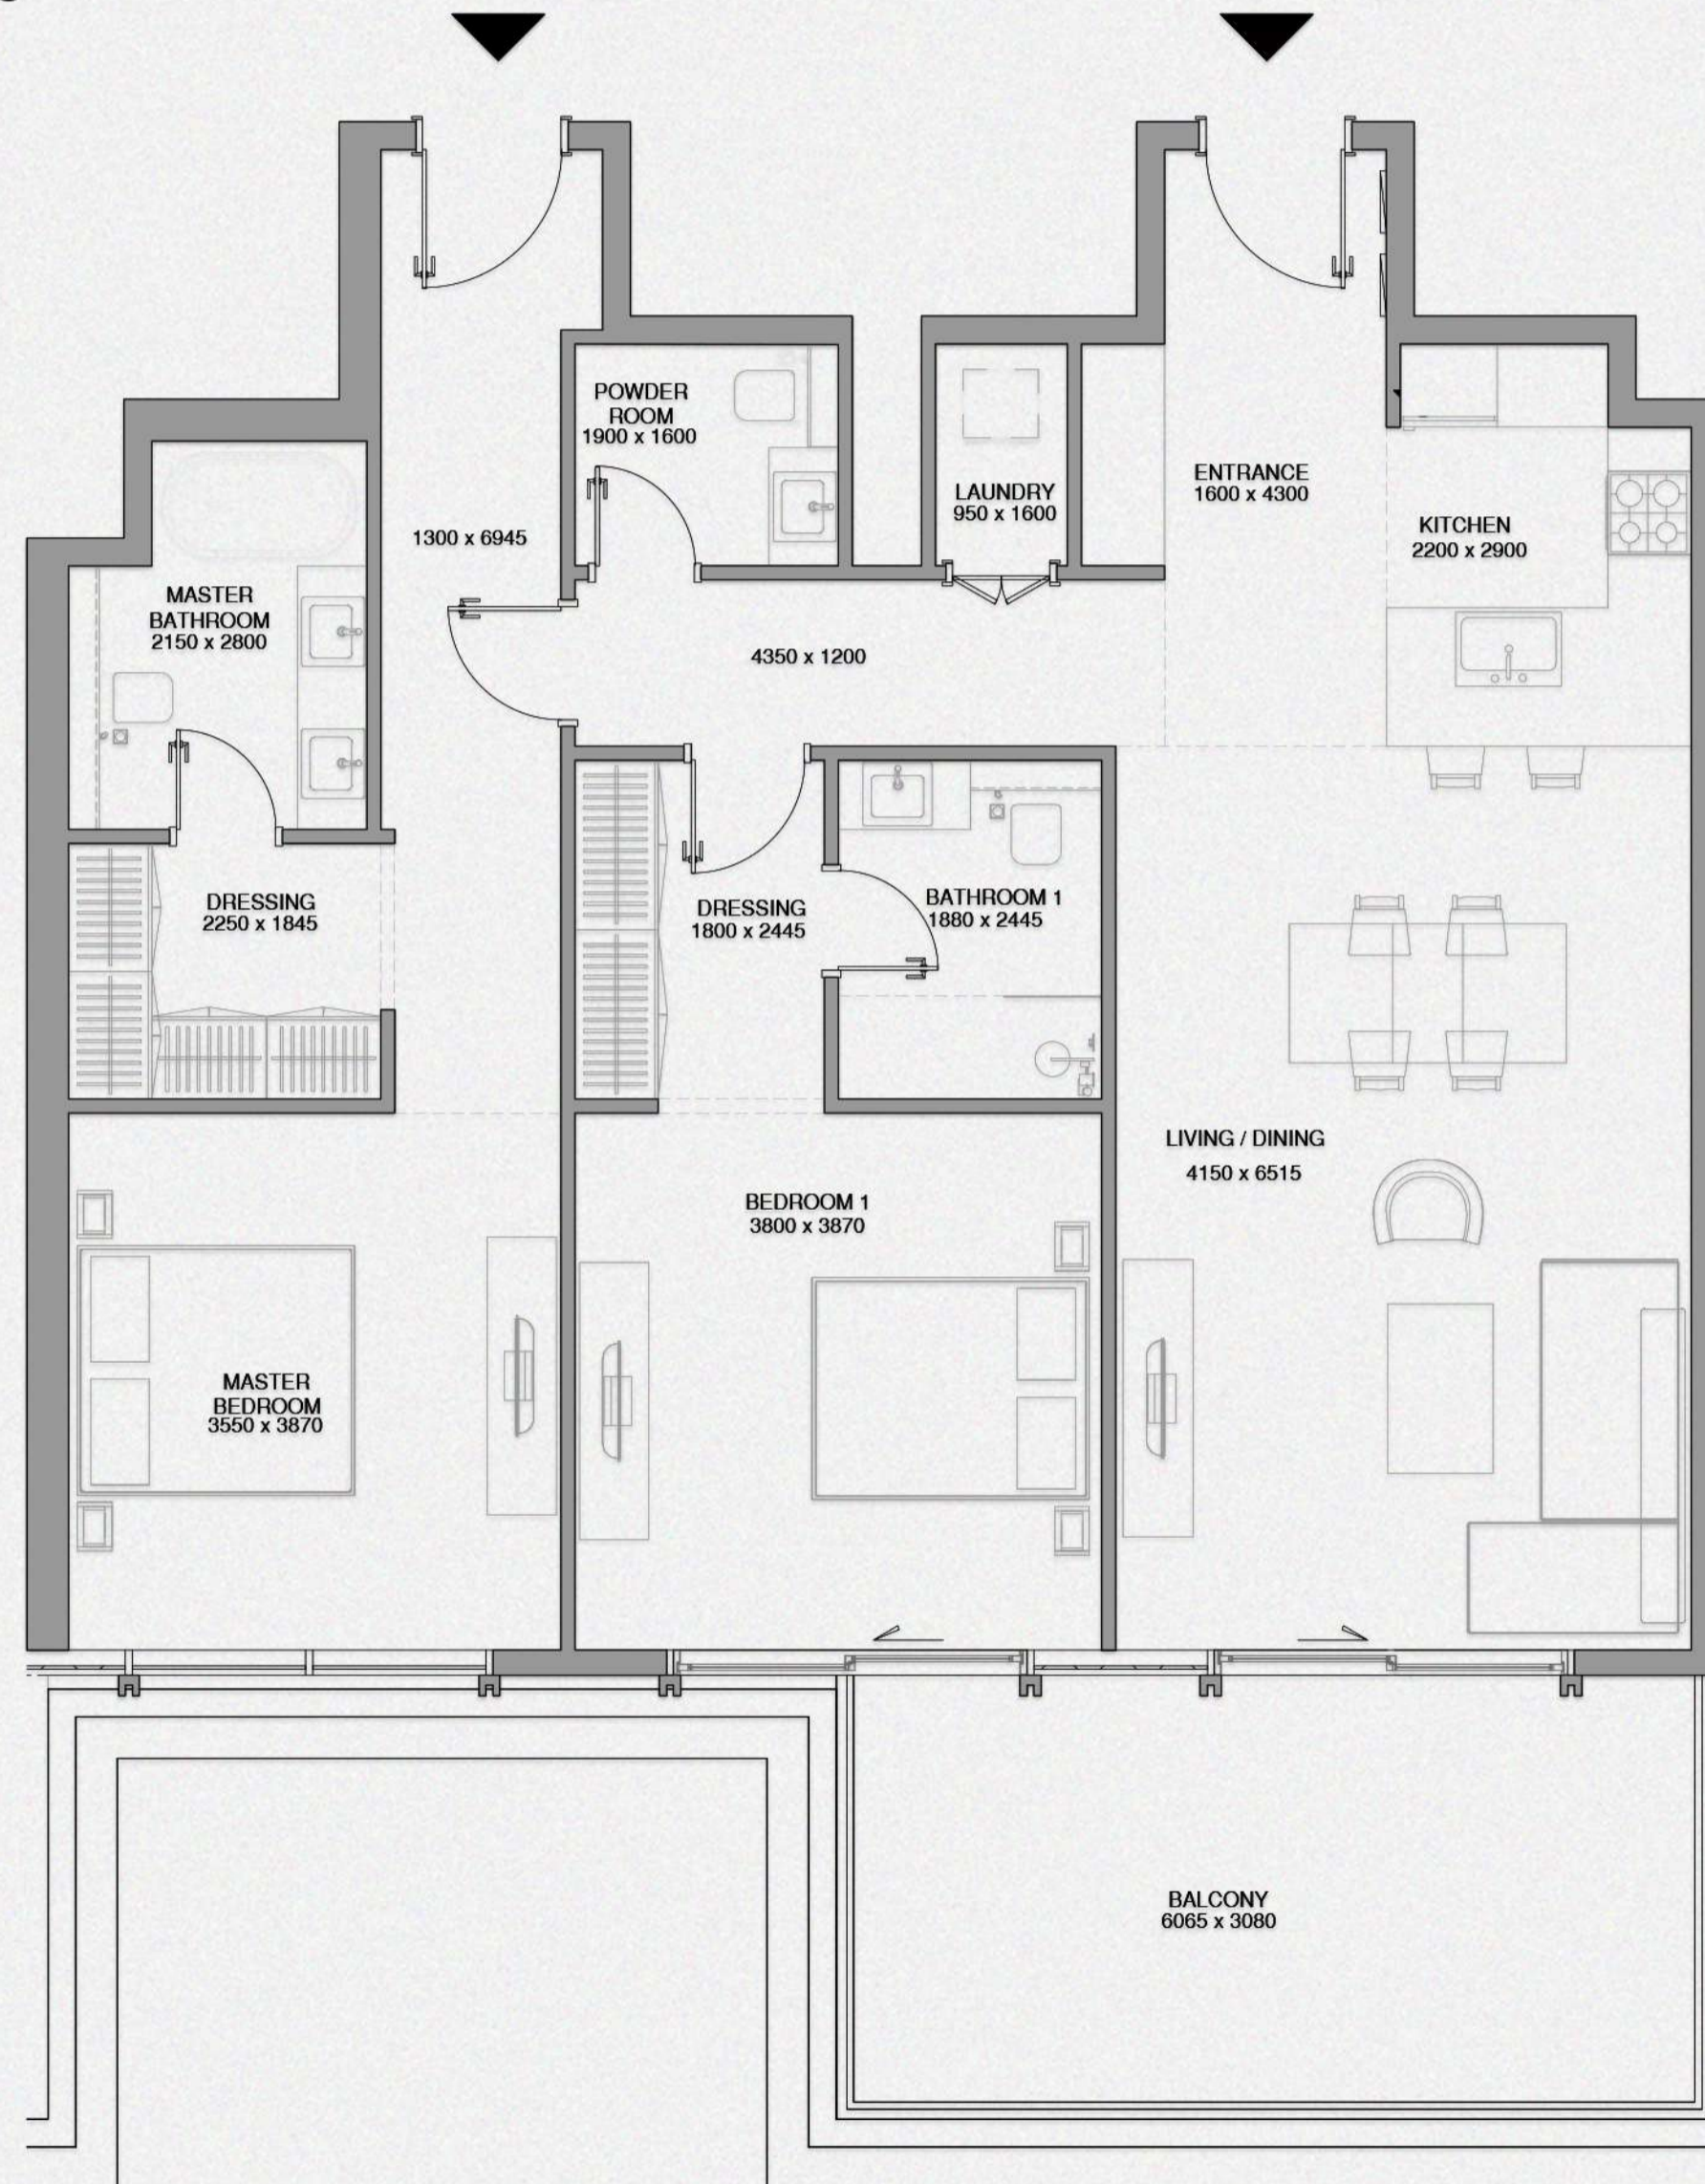 POWDER
ROOM
1900 x 1600
LAUNDRY
950 x 1600
ENTRANCE
1600 x 4300
KITCHEN
2200 x 2900
1300 x 6945
MASTER
BATHROOM
2150 x 2800
4350 x 1200
DRESSING
2250 x 1845
DRESSING
1800 x 2445
BATHROOM 1
1880 x 2445
LIVING / DINING
4150 x 6515
BEDROOM 1
3800 x 3870
MASTER
BEDROOM
3550 x 3870
BALCONY
6065 x 3080